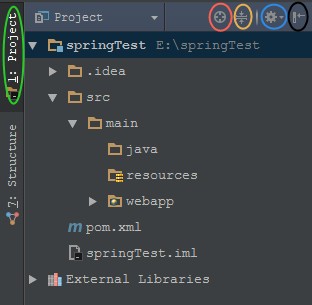 Project
1: Project
springTest E:\springTest
.idea
src
main
java
resources
webapp
7: Structure
pom.xml
springTest.iml
External Libraries